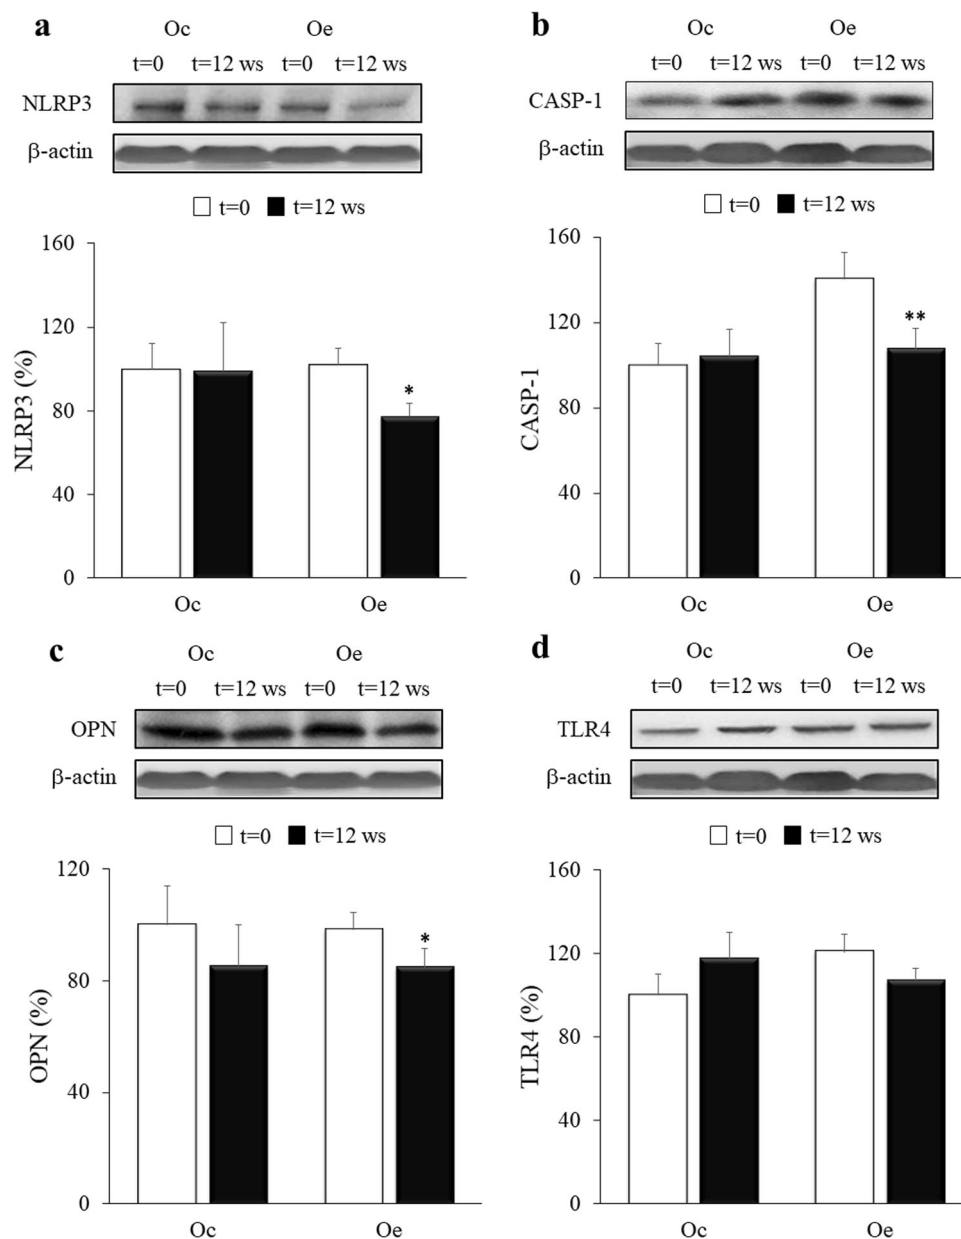 a
Oc Oe
t=0 t=12 ws t=0 t=12 ws
NLRP3
β-actin
t=0 t=12 ws
160
120
80
40
0
NLRP3 (%)
*
Oc Oe
b
Oc Oe
t=0 t=12 ws t=0 t=12 ws
CASP-1
β-actin
t=0 t=12 ws
160
120
80
40
0
CASP-1
**
Oc Oe
c
Oc Oe
t=0 t=12 ws t=0 t=12 ws
OPN
β-actin
t=0 t=12 ws
120
80
40
0
OPN (%)
*
Oc Oe
d
Oc Oe
t=0 t=12 ws t=0 t=12 ws
TLR4
β-actin
t=0 t=12 ws
160
120
80
40
0
TLR4 (%)
Oc Oe